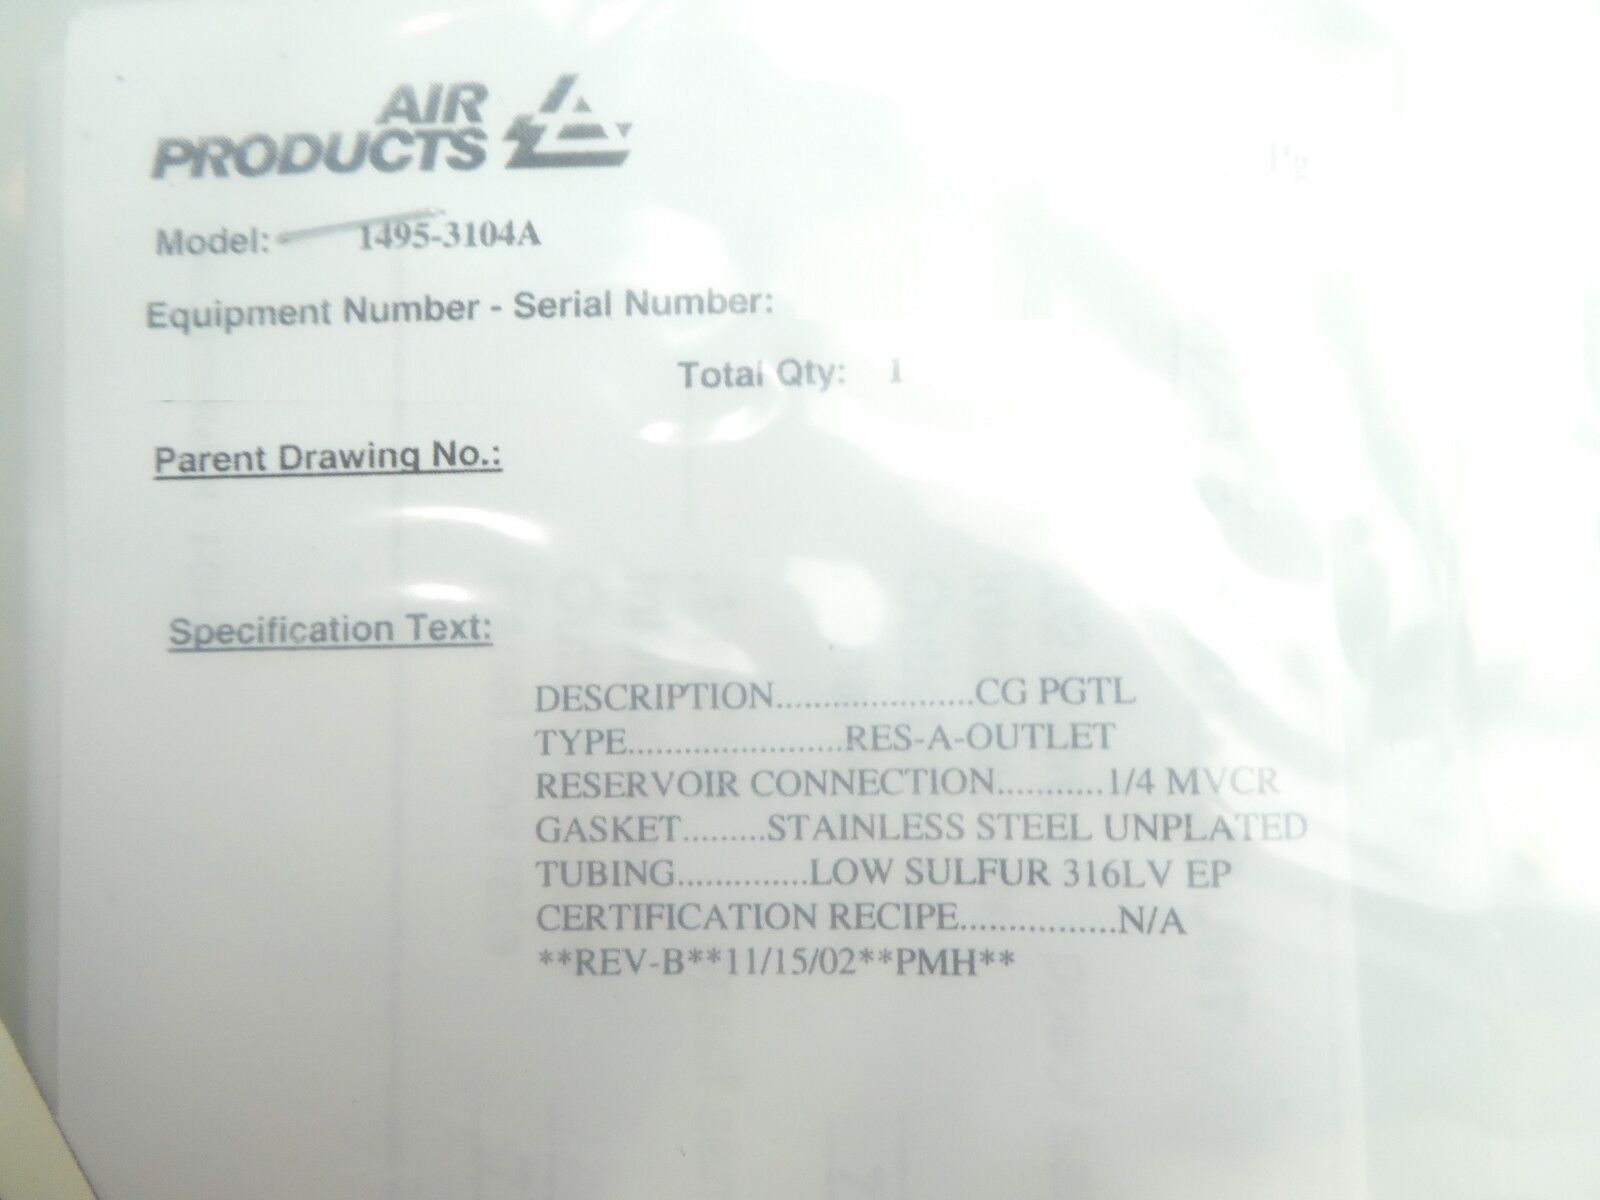 AIR
PRODUCTS
Pg
Model: 1495-3104A
Equipment Number - Serial Number:
Total Qty: 1
Parent Drawing No.:
Specification Text:
DESCRIPTION.....................CG PGTL
TYPE.......................RES-A-OUTLET
RESERVOIR CONNECTION...........1/4 MVCR
GASKET.........STAINLESS STEEL UNPLATED
TUBING..............LOW SULFUR 316LV EP
CERTIFICATION RECIPE................N/A
**REV-B**11/15/02**PMH**